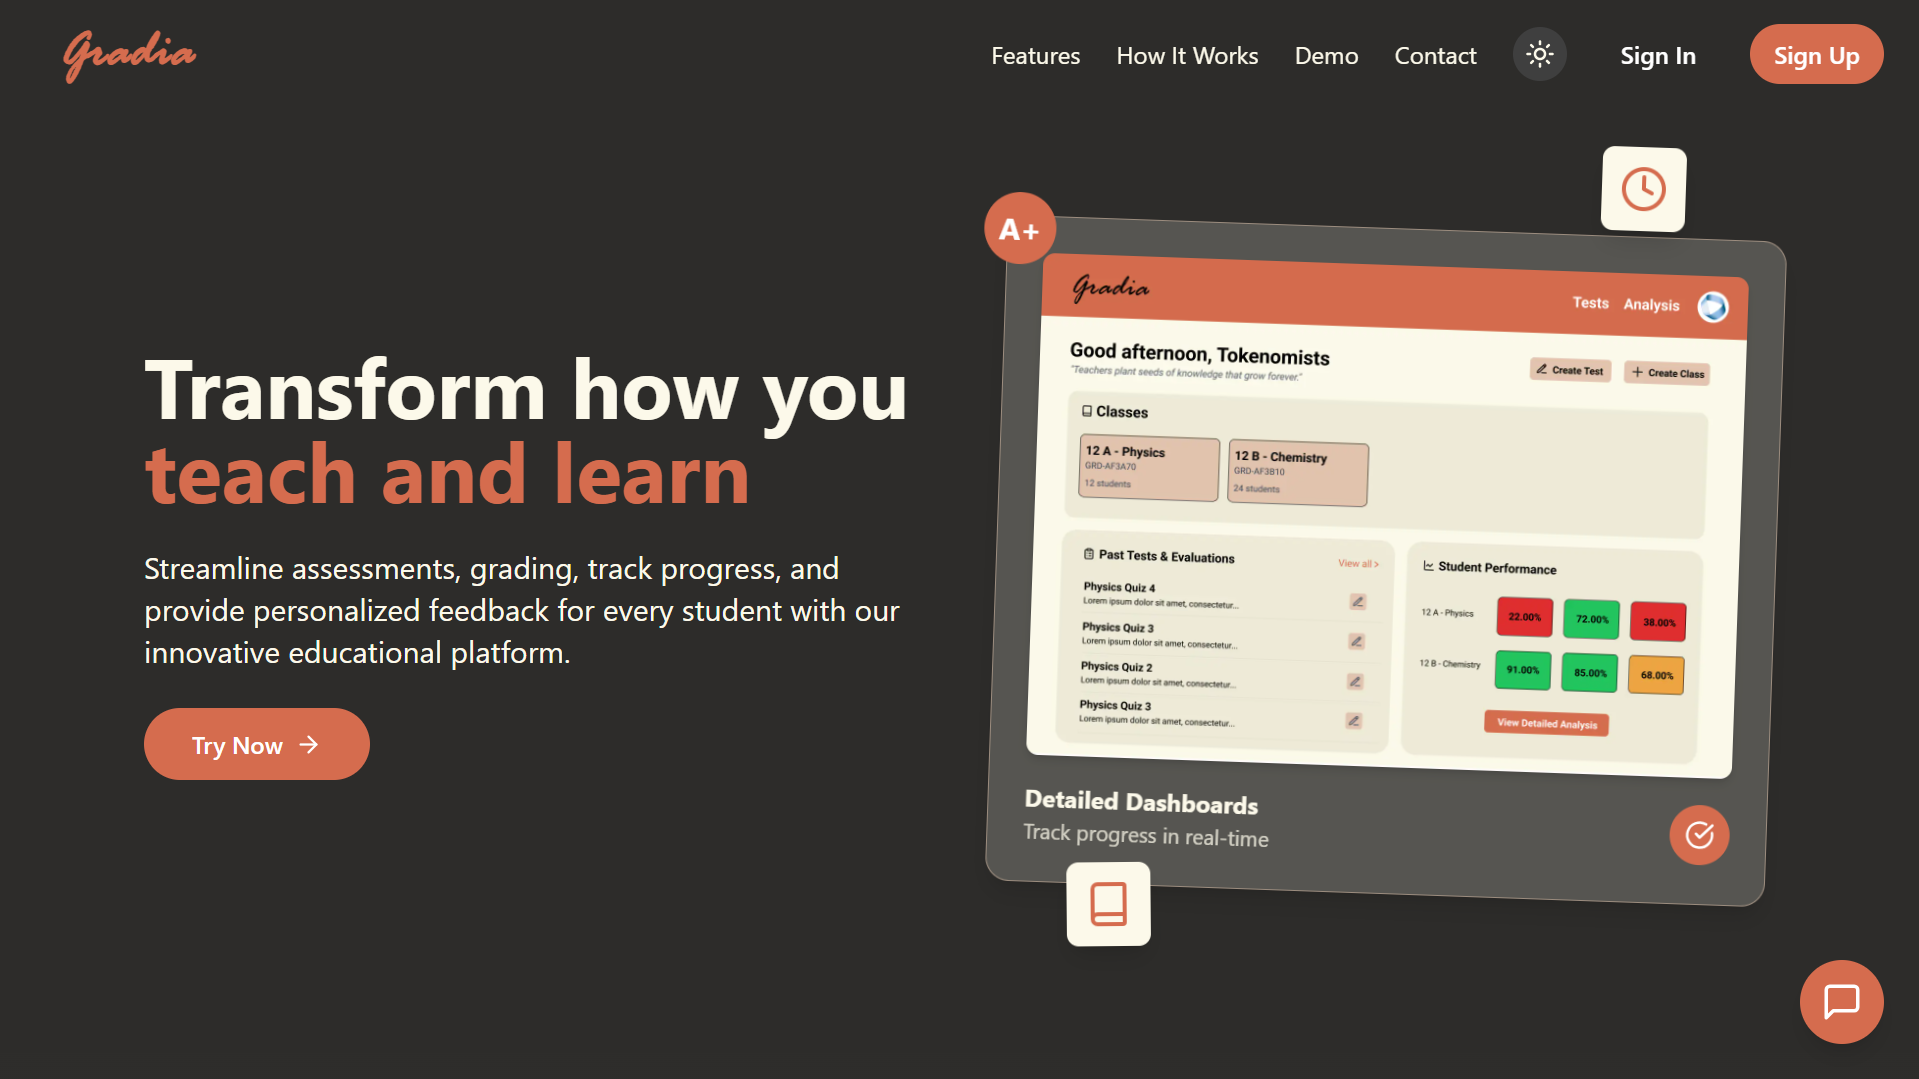 Gradia
Features
How It Works
Demo
Contact
Sign In
Sign Up
Transform how you
teach and learn
Streamline assessments, grading, track progress, and
provide personalized feedback for every student with our
innovative educational platform.
Try Now
A+
Gradia
Tests
Analysis
Good afternoon, Tokenomists
"Teachers plant seeds of knowledge that grow forever."
Create Test
Create Class
Classes
12 A - Physics
GRD-AF3A70
12 students
12 B - Chemistry
GRD-AF3B10
24 students
Past Tests & Evaluations
View all >
Physics Quiz 4
Lorem ipsum dolor sit amet, consectetur...
Physics Quiz 3
Lorem ipsum dolor sit amet, consectetur...
Physics Quiz 2
Lorem ipsum dolor sit amet, consectetur...
Physics Quiz 3
Lorem ipsum dolor sit amet, consectetur...
Student Performance
12 A - Physics
22.00%
72.00%
38.00%
12 B - Chemistry
91.00%
85.00%
68.00%
View Detailed Analysis
Detailed Dashboards
Track progress in real-time